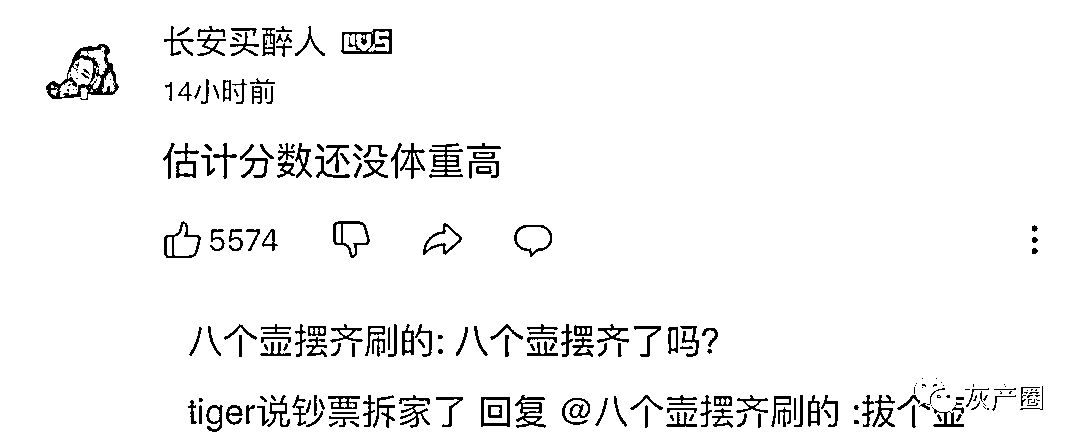 长安买醉人 LV5
14小时前
估计分数还没体重高
5574
八个壶摆齐刷的: 八个壶摆齐了吗?
tiger说钞票拆家了 回复 @八个壶摆齐刷的 :拔个壶
灰产圈